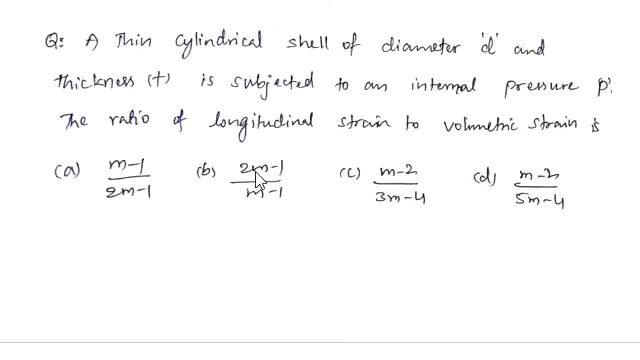 Q: A Thin cylindrical shell of diameter 'd' and
thickness (t) is subjected to an internal pressure P'.
The ratio of longitudinal strain to volumetric strain is
(a) m-1/2m-1 (b) 2m-1/m-1 (c) m-2/3m-4 (d) m-2/5m-4